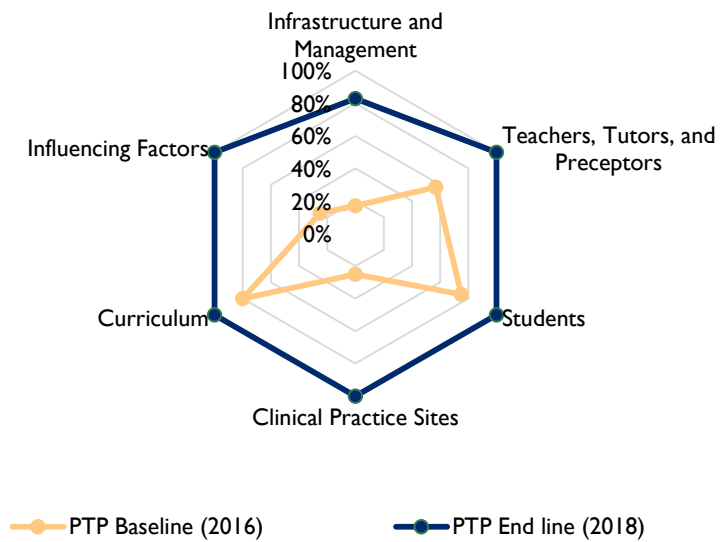 Infrastructure and
Management
100%
80%
60%
40%
20%
0%
Teachers, Tutors, and
Preceptors
Influencing Factors
Curriculum
Students
Clinical Practice Sites
PTP Baseline (2016)
PTP End line (2018)